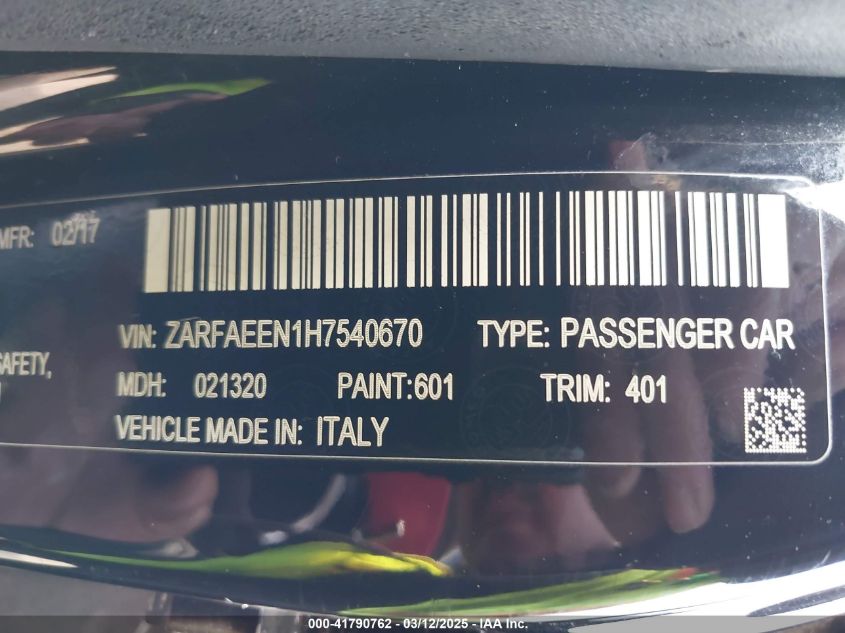 MFR: 02/17
VIN: ZARFAEEN1H7540670 TYPE: PASSENGER CAR
SAFETY,
MDH: 021320 PAINT:601 TRIM: 401
VEHICLE MADE IN: ITALY
000-41790762 - 03/12/2025 - IAA Inc.